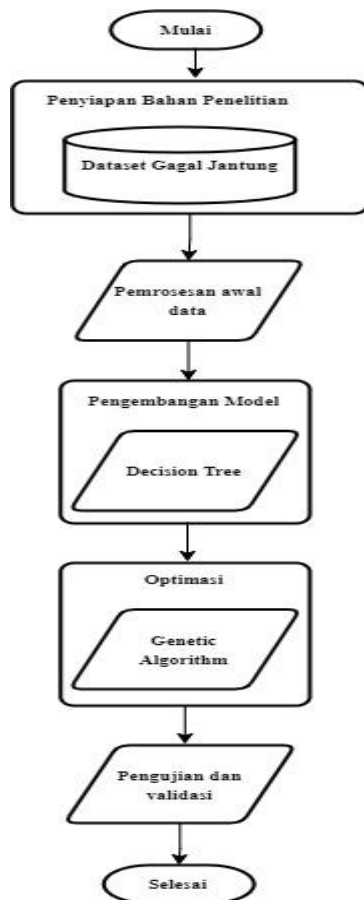 Mulai
Penyiapan Bahan Penelitian
Dataset Gagal Jantung
Pemrosesan awal
data
Pengembangan Model
Decision Tree
Optimasi
Genetic
Algorithm
Pengujian dan
validasi
Selesai